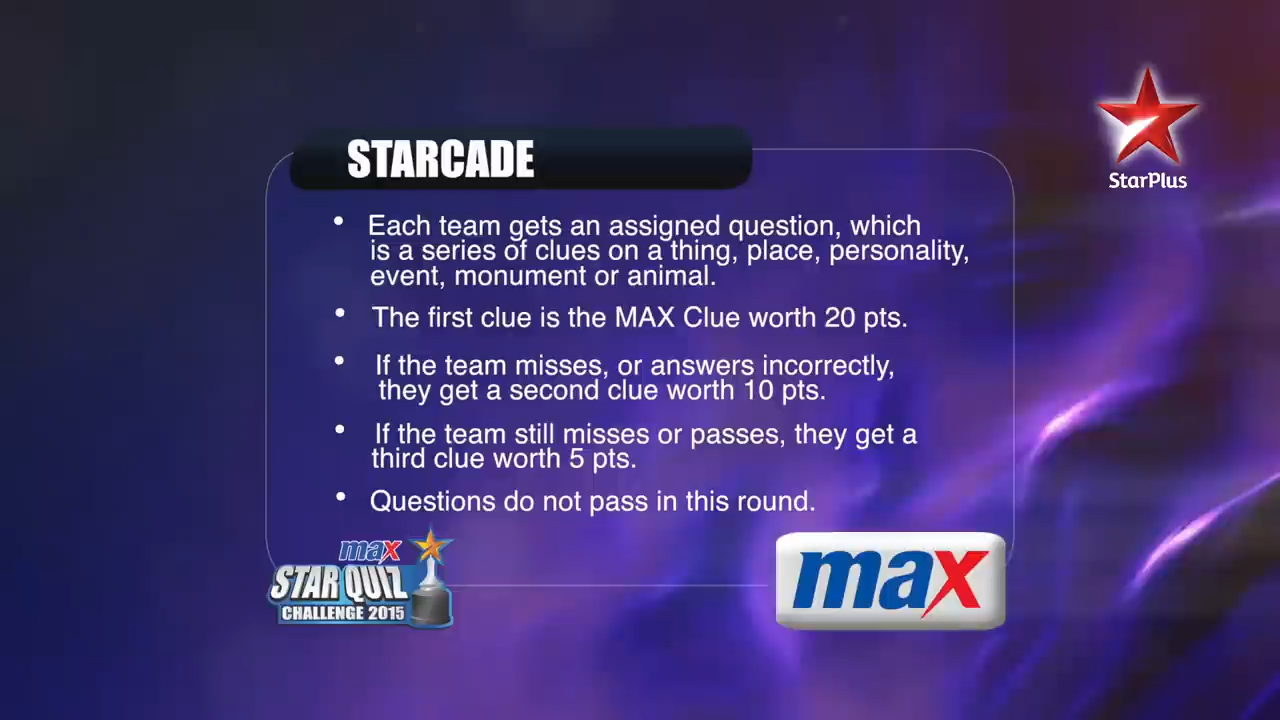 StarPlus
STARCADE
• Each team gets an assigned question, which
is a series of clues on a thing, place, personality,
event, monument or animal.
• The first clue is the MAX Clue worth 20 pts.
• If the team misses, or answers incorrectly,
they get a second clue worth 10 pts.
• If the team still misses or passes, they get a
third clue worth 5 pts.
• Questions do not pass in this round.
max
STAR QUIZ
CHALLENGE 2015
max